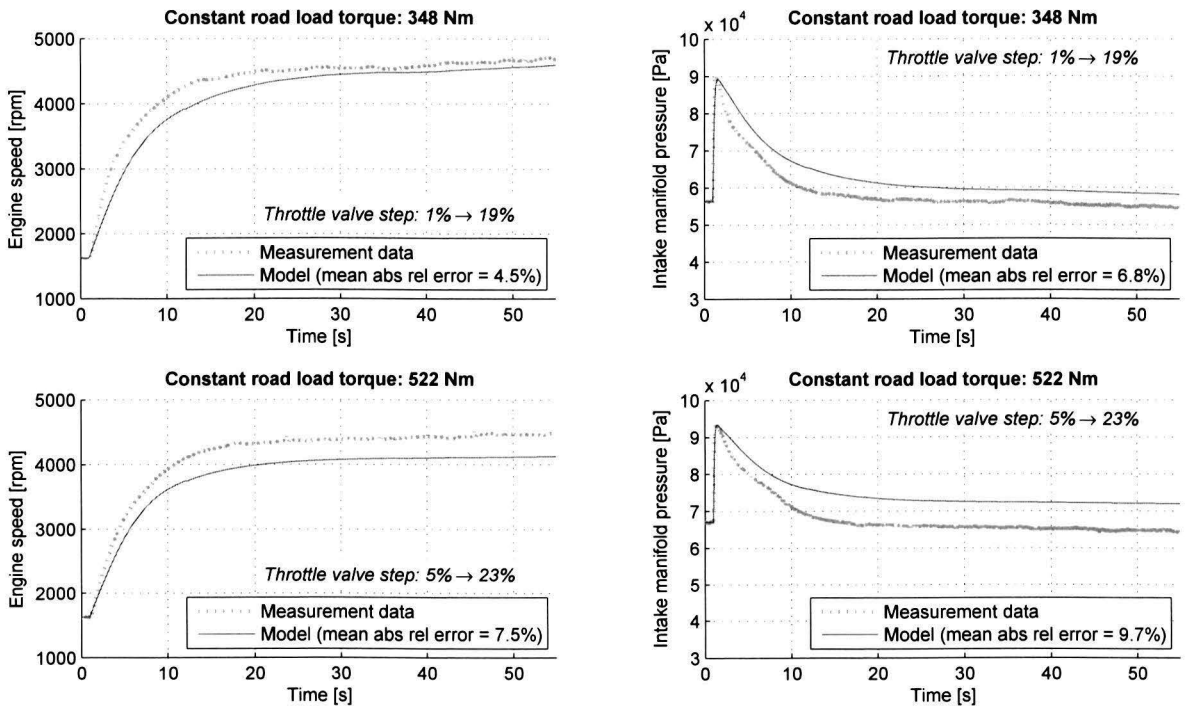 Constant road load torque: 348 Nm
5000
4000
3000
2000
1000
Engine speed [rpm]
Throttle valve step: 1% → 19%
Measurement data
Model (mean abs rel error = 4.5%)
0 10 20 30 40 50
Time [s]
Constant road load torque: 348 Nm
x 10⁴
10
9
8
7
6
5
4
3
Intake manifold pressure [Pa]
Throttle valve step: 1% → 19%
Measurement data
Model (mean abs rel error = 6.8%)
0 10 20 30 40 50
Time [s]
Constant road load torque: 522 Nm
5000
4000
3000
2000
1000
Engine speed [rpm]
Throttle valve step: 5% → 23%
Measurement data
Model (mean abs rel error = 7.5%)
0 10 20 30 40 50
Time [s]
Constant road load torque: 522 Nm
x 10⁴
10
9
8
7
6
5
4
3
Intake manifold pressure [Pa]
Throttle valve step: 5% → 23%
Measurement data
Model (mean abs rel error = 9.7%)
0 10 20 30 40 50
Time [s]